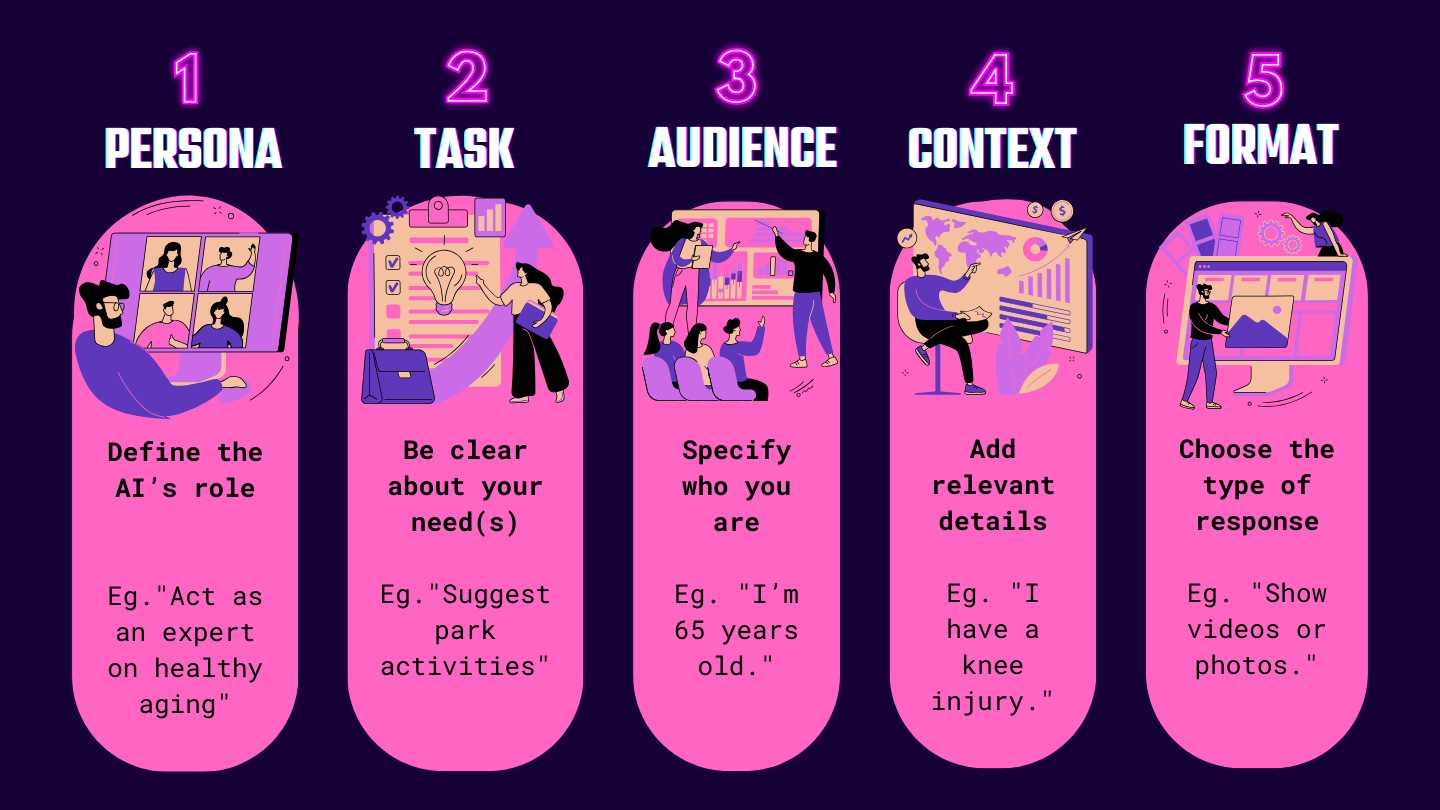 1
PERSONA
Define the
AI’s role
Eg."Act as
an expert
on healthy
aging"
2
TASK
Be clear
about your
need(s)
Eg."Suggest
park
activities"
3
AUDIENCE
Specify
who you
are
Eg. "I’m
65 years
old."
4
CONTEXT
Add
relevant
details
Eg. "I
have a
knee
injury."
5
FORMAT
Choose the
type of
response
Eg. "Show
videos or
photos."